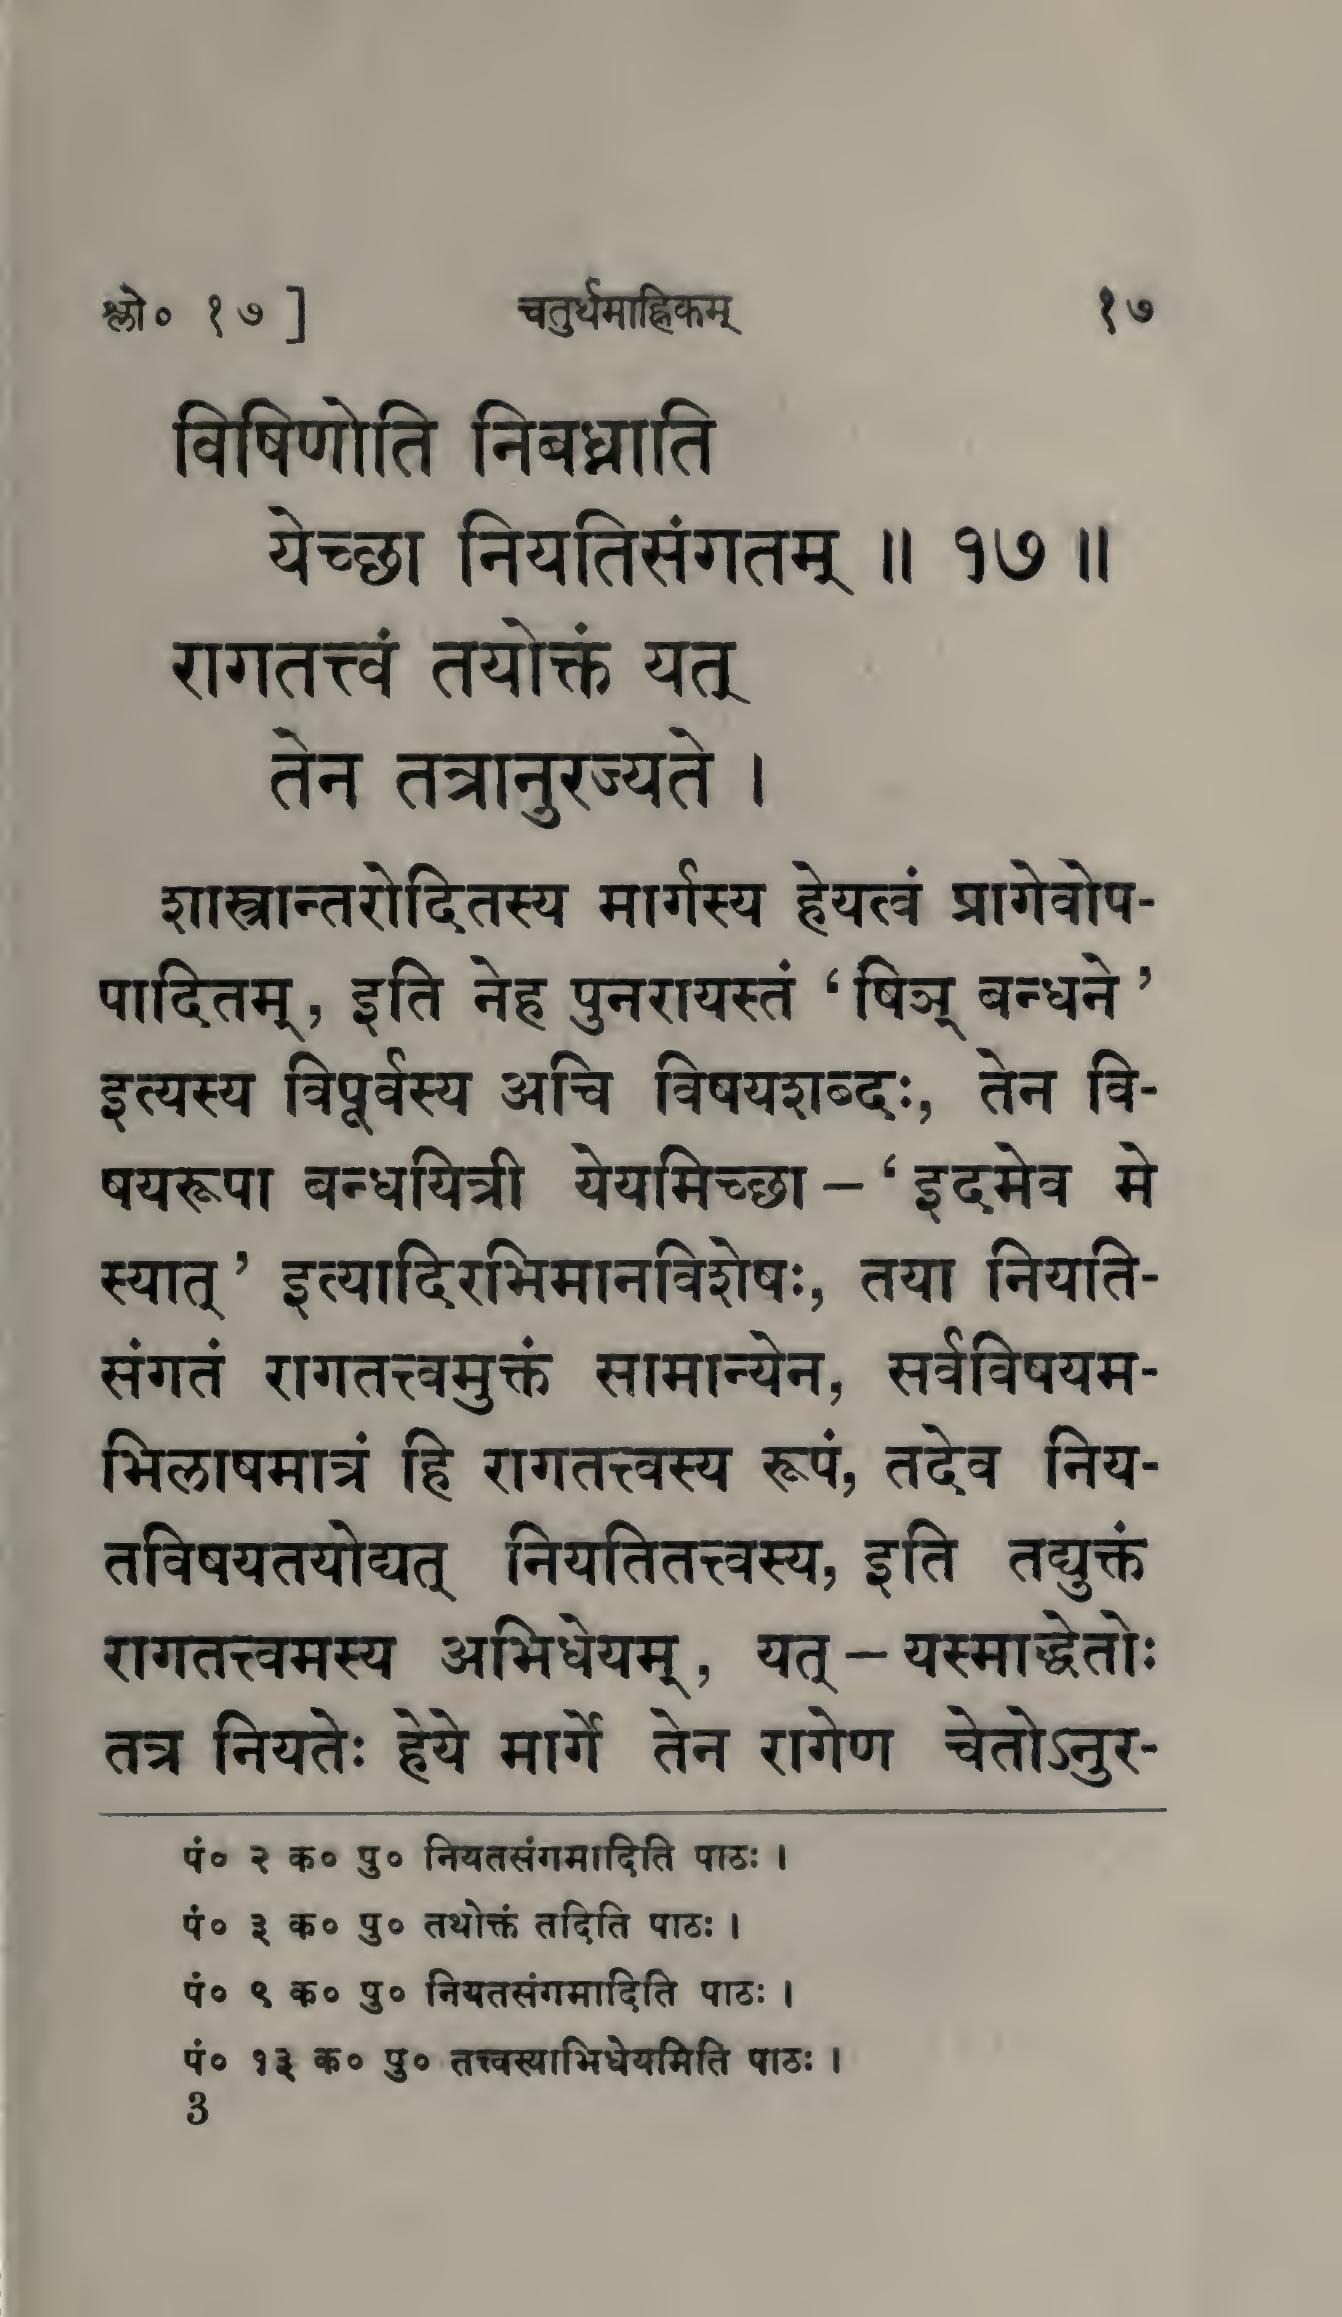 श्लो० १७ ] चतुर्थमाह्निकम् १७
विषिणोति निबध्नाति
येच्छा नियतिसंगतम् ॥ १७ ॥
रागतत्त्वं तयोक्तं यत्
तेन तत्रानुरज्यते ।
शास्त्रान्तरोदितस्य मार्गस्य हेयत्वं प्रागेवोप-
पादितम्, इति नेह पुनरायस्तं ‘षिञ् बन्धने’
इत्यस्य विपूर्वस्य अचि विषयशब्दः, तेन वि-
षयरूपा बन्धयित्री येयमिच्छा – ‘इदमेव मे
स्यात्’ इत्यादिरभिमानविशेषः, तया नियति-
संगतं रागतत्त्वमुक्तं सामान्येन, सर्वविषयम-
भिलाषमात्रं हि रागतत्त्वस्य रूपं, तदेव निय-
तविषयतयोद्यत् नियतितत्त्वस्य, इति तद्युक्तं
रागतत्त्वमस्य अभिधेयम्, यत् – यस्माद्धेतोः
तत्र नियतेः हेये मार्गे तेन रागेण चेतोऽनुर-
पं० २ क० पु० नियतसंगमादिति पाठः ।
पं० ३ क० पु० तथोक्तं तदिति पाठः ।
पं० ९ क० पु० नियतसंगमादिति पाठः ।
पं० १३ क० पु० तत्त्वस्याभिधेयमिति पाठः ।
3